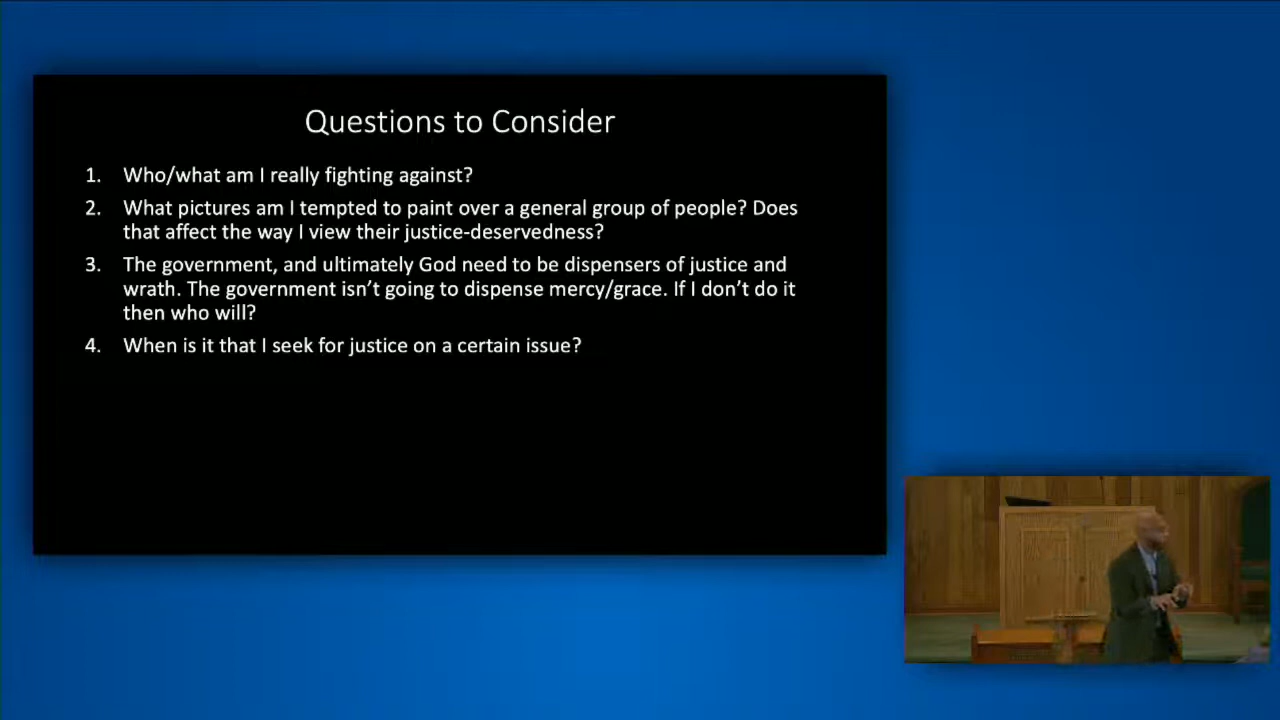 Questions to Consider
1. Who/what am I really fighting against?
2. What pictures am I tempted to paint over a general group of people? Does
that affect the way I view their justice-deservedness?
3. The government, and ultimately God need to be dispensers of justice and
wrath. The government isn't going to dispense mercy/grace. If I don't do it
then who will?
4. When is it that I seek for justice on a certain issue?